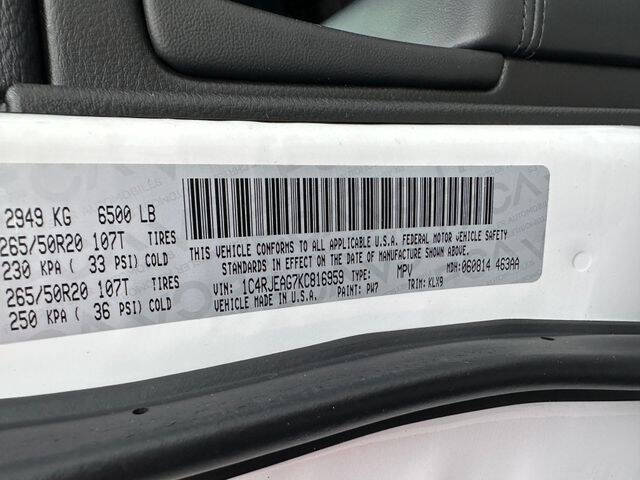 2949 KG 6500 LB
265/50R20 107T TIRES
230 KPA ( 33 PSI) COLD
265/50R20 107T TIRES
250 KPA ( 36 PSI) COLD
THIS VEHICLE CONFORMS TO ALL APPLICABLE U.S.A. FEDERAL MOTOR VEHICLE SAFETY
STANDARDS IN EFFECT ON THE DATE OF MANUFACTURE SHOWN ABOVE
VIN: 1C4RJEAG7KC816959 TYPE: MPV MDH: 060814 463AA
MADE IN U.S.A. PAINT: PW7 TRIM: KLX9